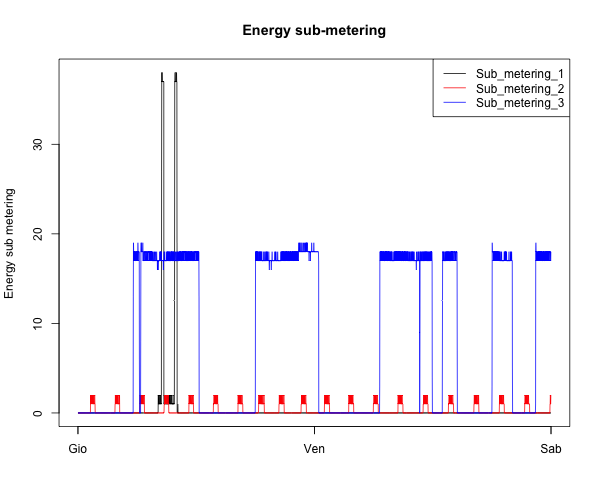 Energy sub-metering
Sub_metering_1
Sub_metering_2
Sub_metering_3
Energy sub metering
30
20
10
0
Gio
Ven
Sab